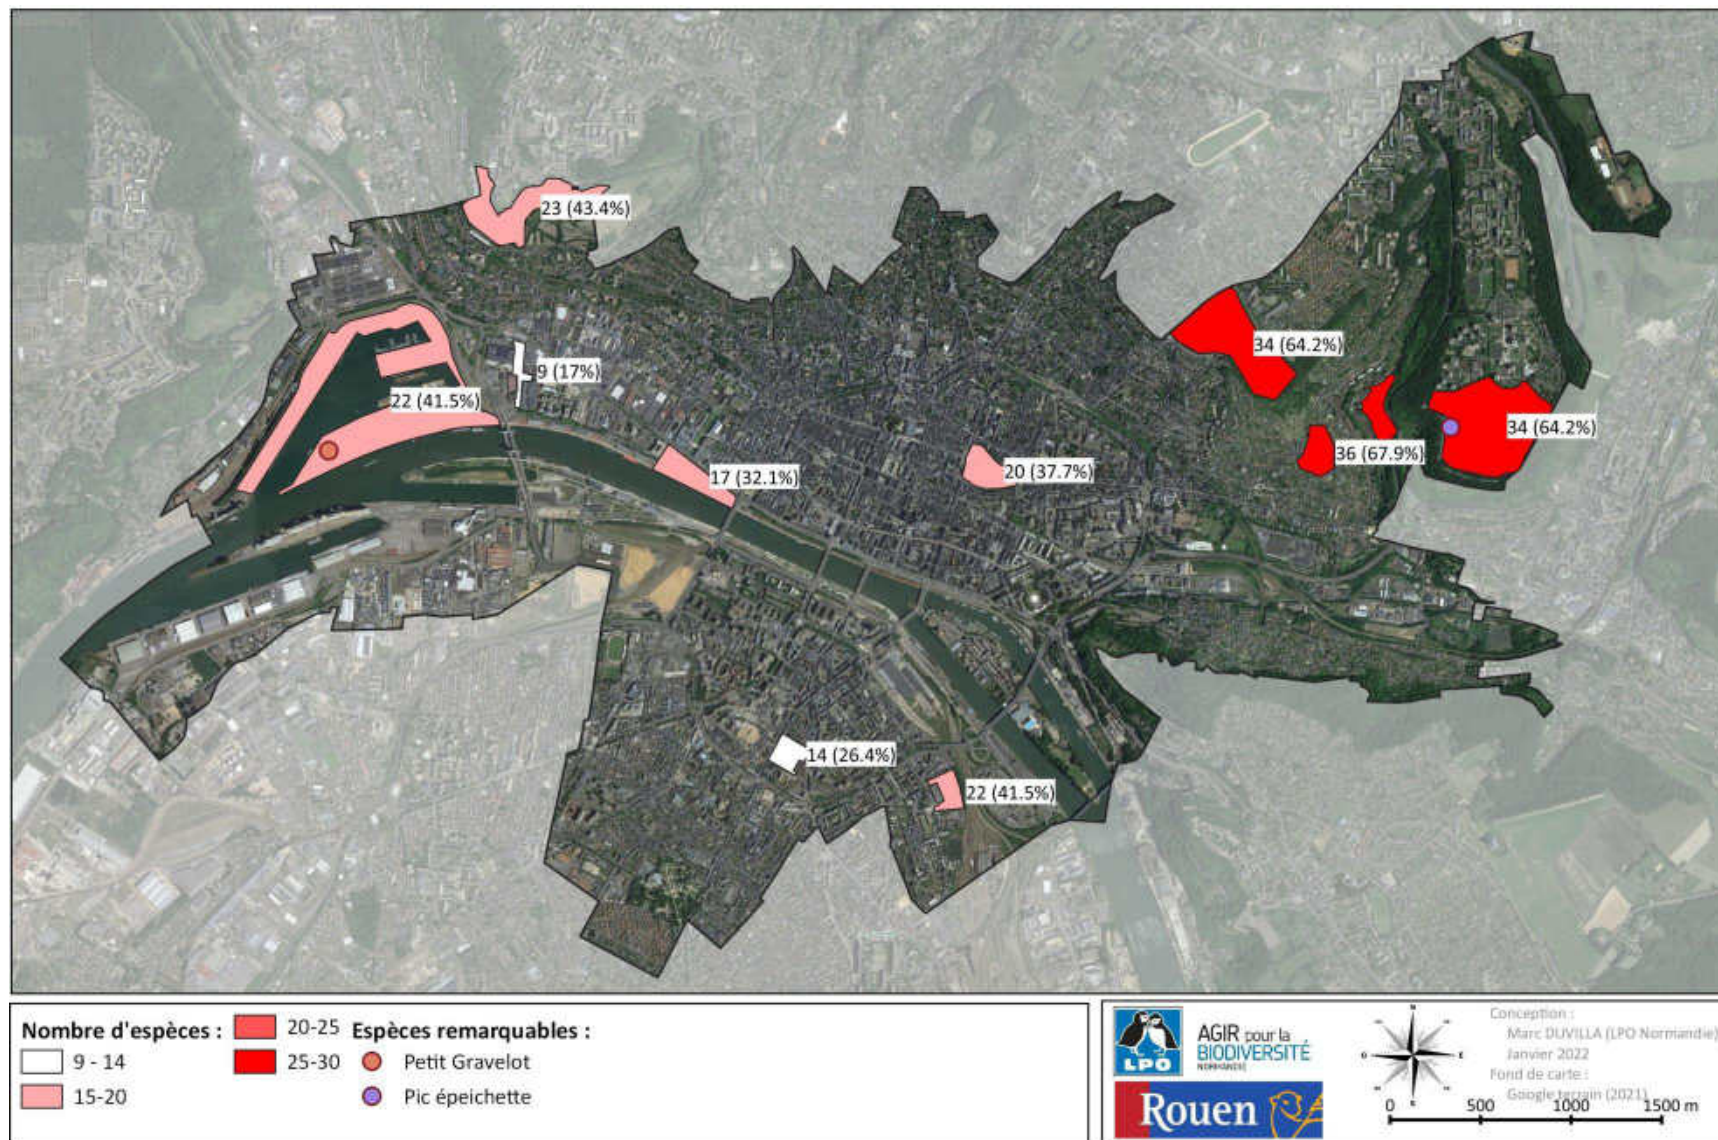 23 (43.4%)
34 (64.2%)
9 (17%)
22 (41.5%)
34 (64.2%)
36 (67.9%)
17 (32.1%)
20 (37.7%)
14 (26.4%)
22 (41.5%)
Nombre d'espèces :
9 - 14
15-20
20-25
25-30
Espèces remarquables :
Petit Gravelot
Pic épeichette
LPO
AGIR pour la
BIODIVERSITÉ
NORMANDIE
Rouen
N
O
E
S
Conception :
Marc DUVILLA (LPO Normandie)
Janvier 2022
Fond de carte :
Google terrain (2021)
0 500 1000 1500 m